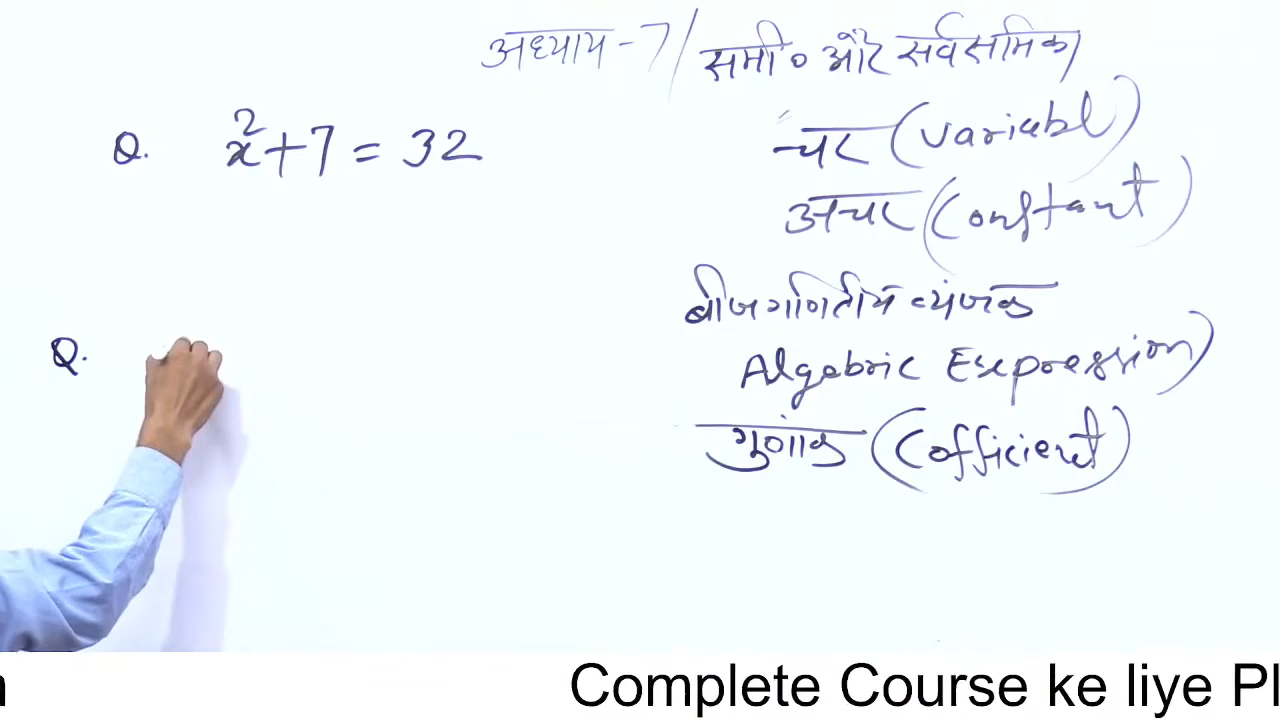 अध्याय - 7 / समी० और सर्वसमिका
Q. x² + 7 = 32
चर (variabl)
अचर (Constant)
बीजगणितीय व्यंजक
Algebric Expression)
गुणांक (Cofficient)
Q.
n
Complete Course ke liye Pl